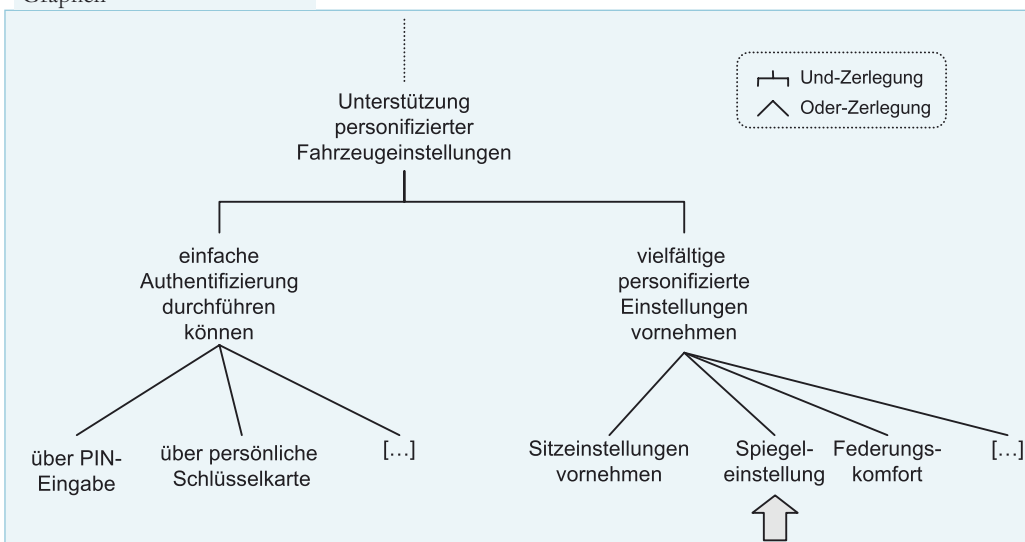 Graphen
Und-Zerlegung
Oder-Zerlegung
Unterstützung
personifizierter
Fahrzeugeinstellungen
einfache
Authentifizierung
durchführen
können
vielfältige
personifizierte
Einstellungen
vornehmen
über PIN-
Eingabe
über persönliche
Schlüsselkarte
[...]
Sitzeinstellungen
vornehmen
Spiegel-
einstellung
Federungs-
komfort
[...]